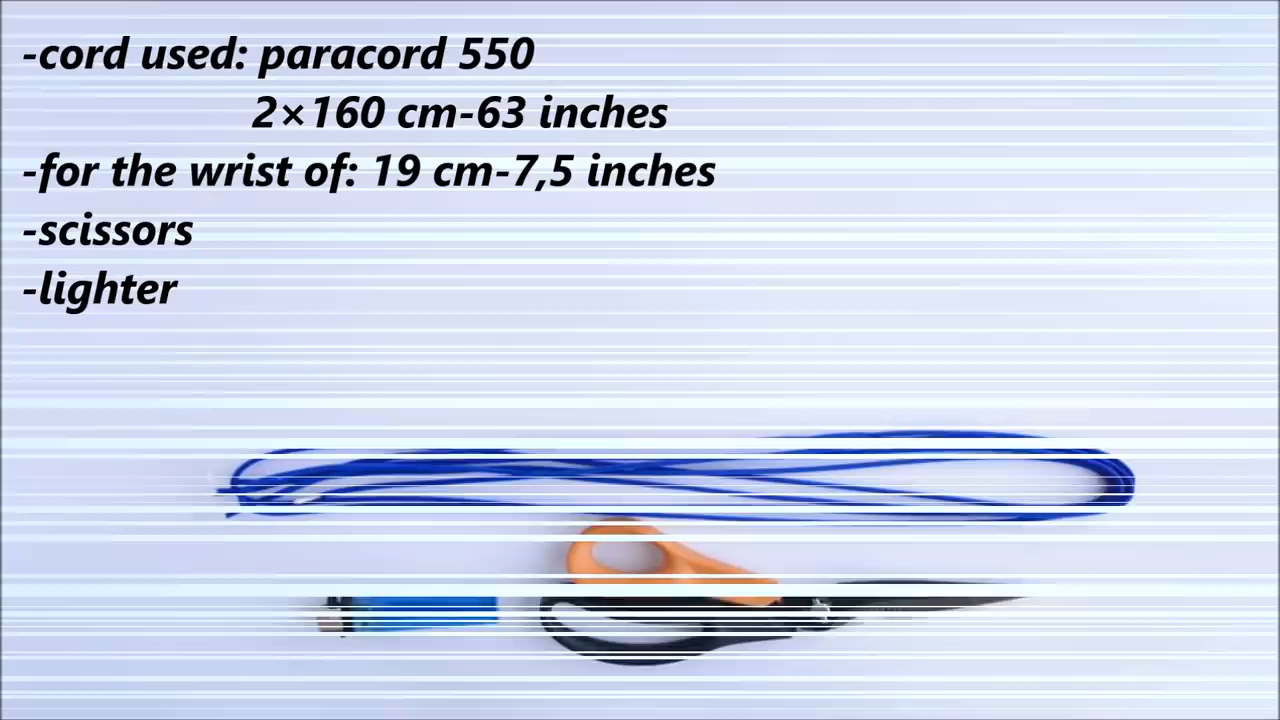 -cord used: paracord 550
2×160 cm-63 inches
-for the wrist of: 19 cm-7,5 inches
-scissors
-lighter